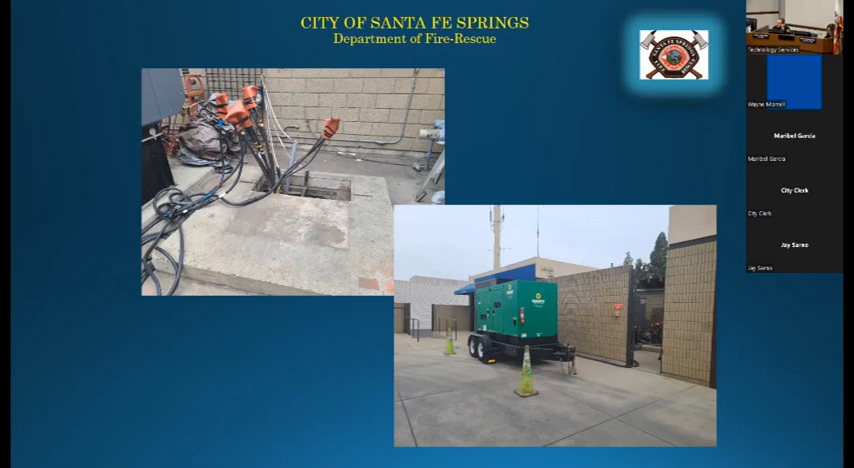 CITY OF SANTA FE SPRINGS
Department of Fire-Rescue
Technology Services
Wayne Morrell
Maribel Garcia
Maribel Garcia
City Clerk
City Clerk
Jay Sarno
Jay Sarno